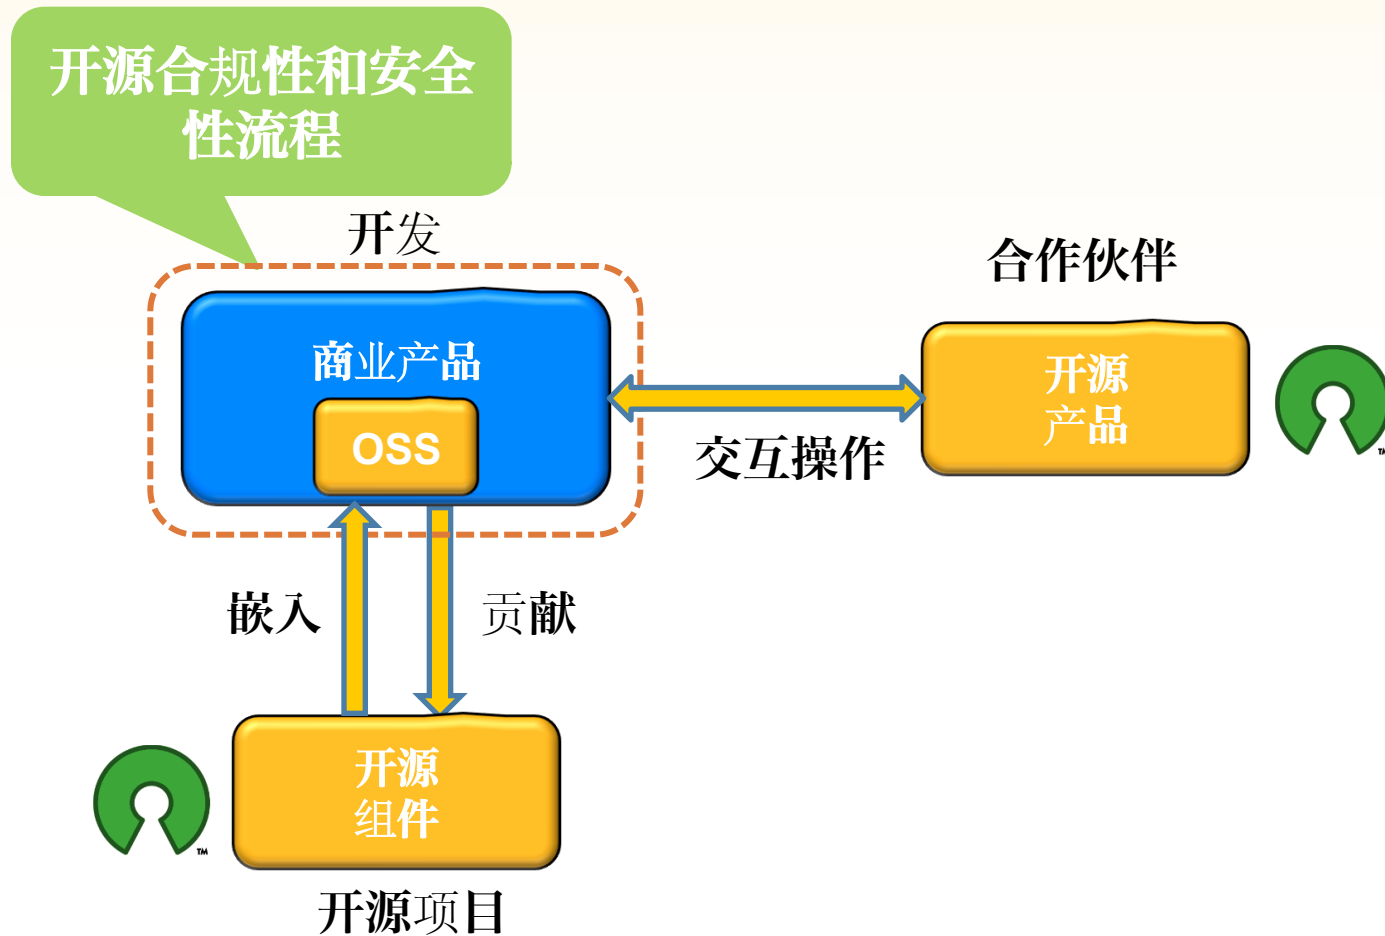 开源合规性和安全
性流程
开发
合作伙伴
商业产品
OSS
开源
产品
TM
交互操作
嵌入
贡献
开源
组件
TM
开源项目